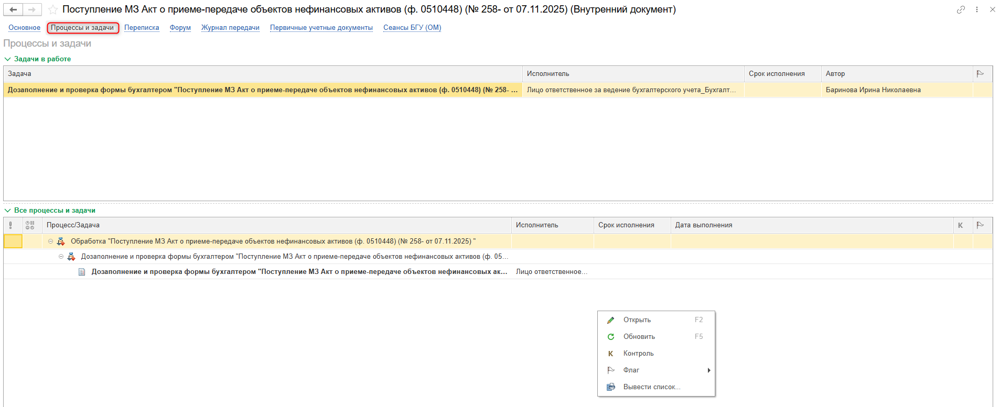 Поступление МЗ Акт о приеме-передаче объектов нефинансовых активов (ф. 0510448) (№ 258- от 07.11.2025) (Внутренний документ)
Основное Процессы и задачи Переписка Форум Журнал передачи Первичные учетные документы Сеансы БГУ (ОМ)
Процессы и задачи
Задачи в работе
Задача Исполнитель Срок исполнения Автор
Дозаполнение и проверка формы бухгалтером "Поступление МЗ Акт о приеме-передаче объектов нефинансовых активов (ф. 0510448) (№ 258- ... Лицо ответственное за ведение бухгалтерского учета_Бухгалт... Баринова Ирина Николаевна
Все процессы и задачи
Процесс/Задача Исполнитель Срок исполнения Дата выполнения К
Обработка "Поступление МЗ Акт о приеме-передаче объектов нефинансовых активов (ф. 0510448) (№ 258- от 07.11.2025) "
Дозаполнение и проверка формы бухгалтером "Поступление МЗ Акт о приеме-передаче объектов нефинансовых активов (ф. 05...
Дозаполнение и проверка формы бухгалтером "Поступление МЗ Акт о приеме-передаче объектов нефинансовых ак... Лицо ответственное...
Открыть F2
Обновить F5
К Контроль
Флаг
Вывести список...